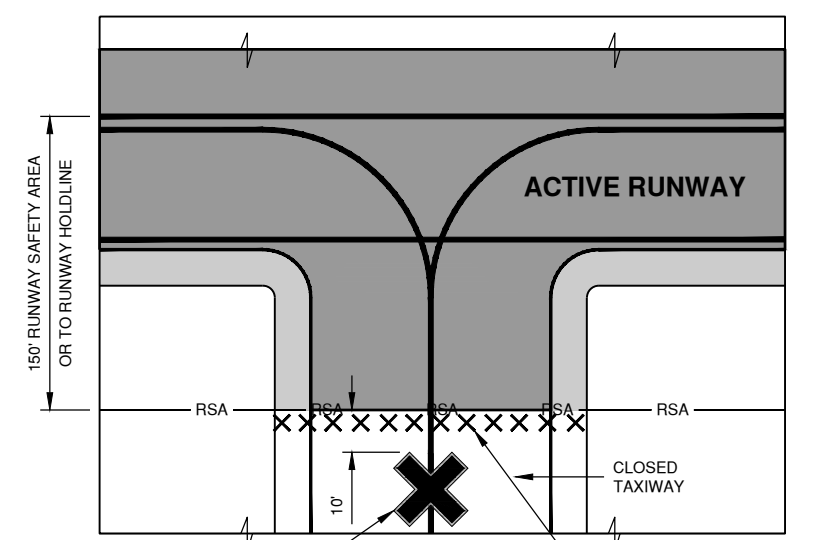 150' RUNWAY SAFETY AREA
OR TO RUNWAY HOLDLINE
ACTIVE RUNWAY
RSA
RSA
RSA
RSA
RSA
10'
CLOSED
TAXIWAY